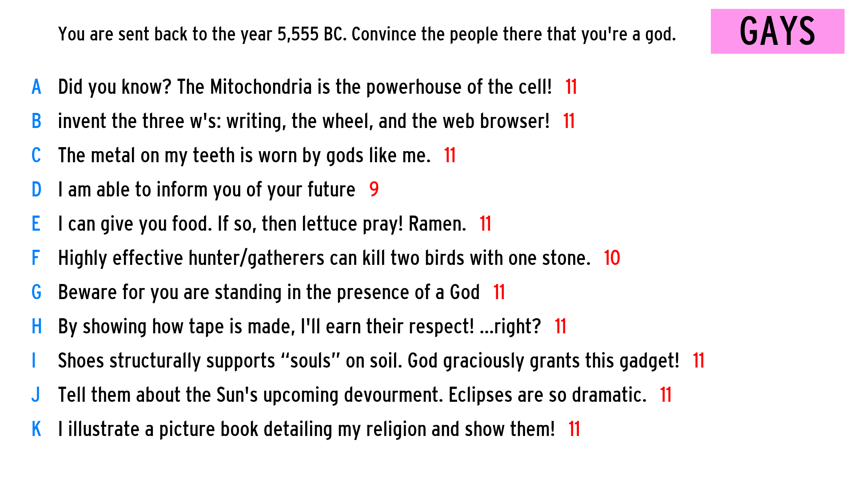 You are sent back to the year 5,555 BC. Convince the people there that you're a god.
GAYS
A Did you know? The Mitochondria is the powerhouse of the cell! 11
B invent the three w's: writing, the wheel, and the web browser! 11
C The metal on my teeth is worn by gods like me. 11
D I am able to inform you of your future 9
E I can give you food. If so, then lettuce pray! Ramen. 11
F Highly effective hunter/gatherers can kill two birds with one stone. 10
G Beware for you are standing in the presence of a God 11
H By showing how tape is made, I'll earn their respect! ...right? 11
I Shoes structurally supports “souls” on soil. God graciously grants this gadget! 11
J Tell them about the Sun's upcoming devourment. Eclipses are so dramatic. 11
K I illustrate a picture book detailing my religion and show them! 11